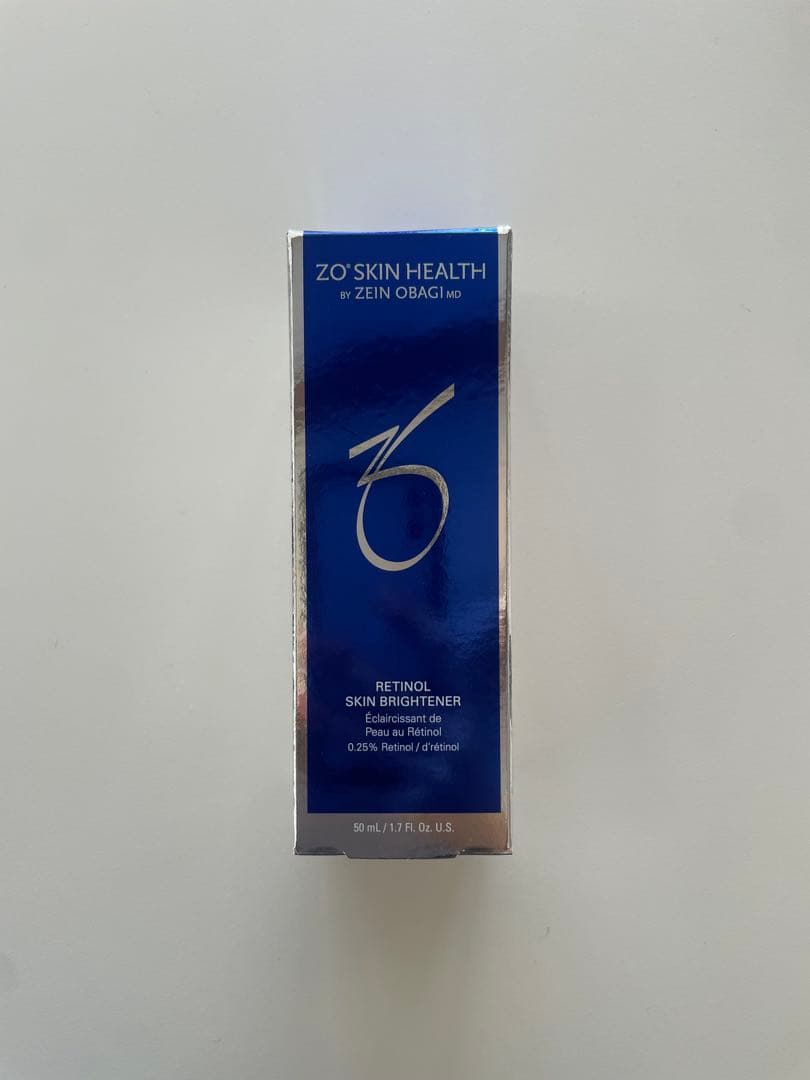 ZO® SKIN HEALTH
BY ZEIN OBAGI MD
RETINOL
SKIN BRIGHTENER
Éclaircissant de
Peau au Rétinol
0.25% Retinol / d'rétinol
50 mL / 1.7 Fl. Oz. U.S.